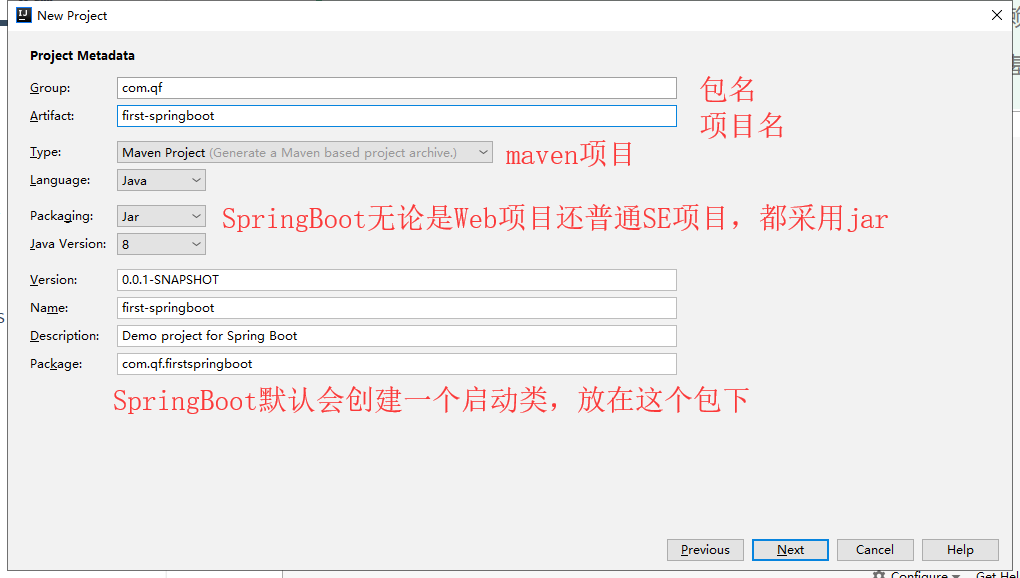 New Project
Project Metadata
Group: com.qf 包名
Artifact: first-springboot 项目名
Type: Maven Project (Generate a Maven based project archive.) maven项目
Language: Java
Packaging: Jar SpringBoot无论是Web项目还普通SE项目，都采用jar
Java Version: 8
Version: 0.0.1-SNAPSHOT
Name: first-springboot
Description: Demo project for Spring Boot
Package: com.qf.firstspringboot
SpringBoot默认会创建一个启动类，放在这个包下
Previous Next Cancel Help
Configure Get Hel